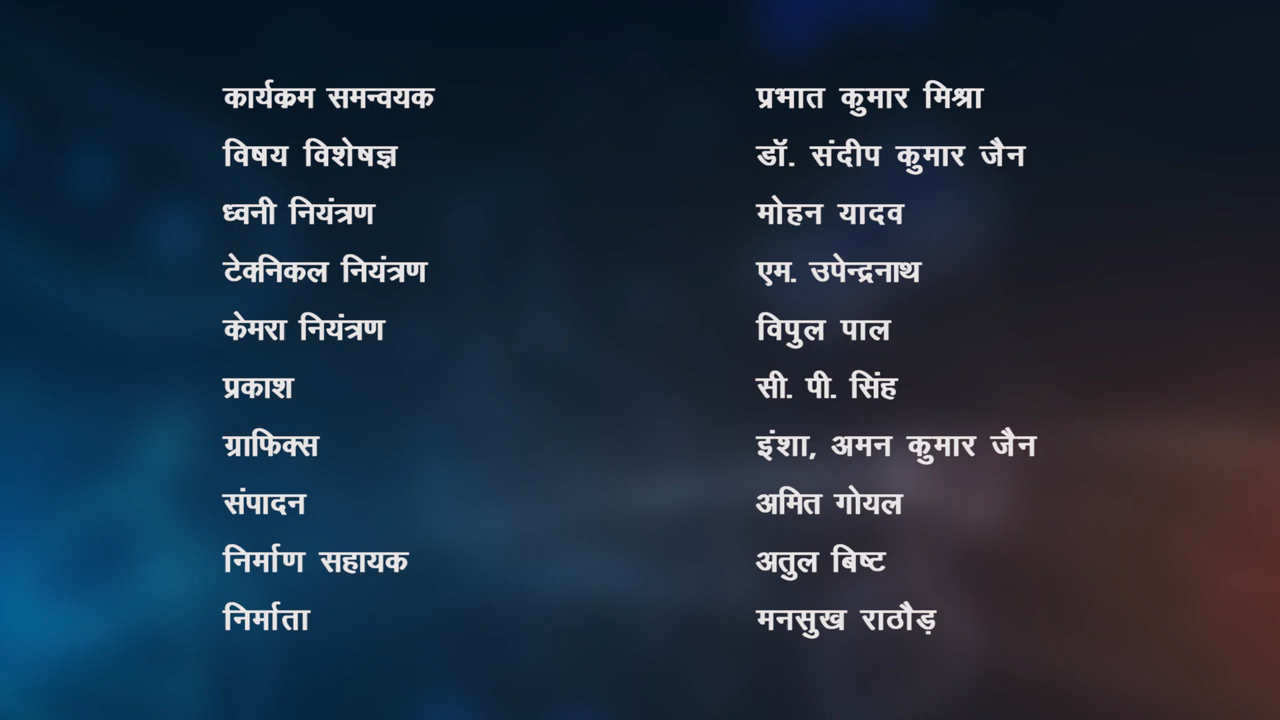 कार्यक्रम समन्वयक प्रभात कुमार मिश्रा
विषय विशेषज्ञ डॉ. संदीप कुमार जैन
ध्वनी नियंत्रण मोहन यादव
टेक्निकल नियंत्रण एम. उपेन्द्रनाथ
केमरा नियंत्रण विपुल पाल
प्रकाश सी. पी. सिंह
ग्राफिक्स इंशा, अमन कुमार जैन
संपादन अमित गोयल
निर्माण सहायक अतुल बिष्ट
निर्माता मनसुख राठौड़